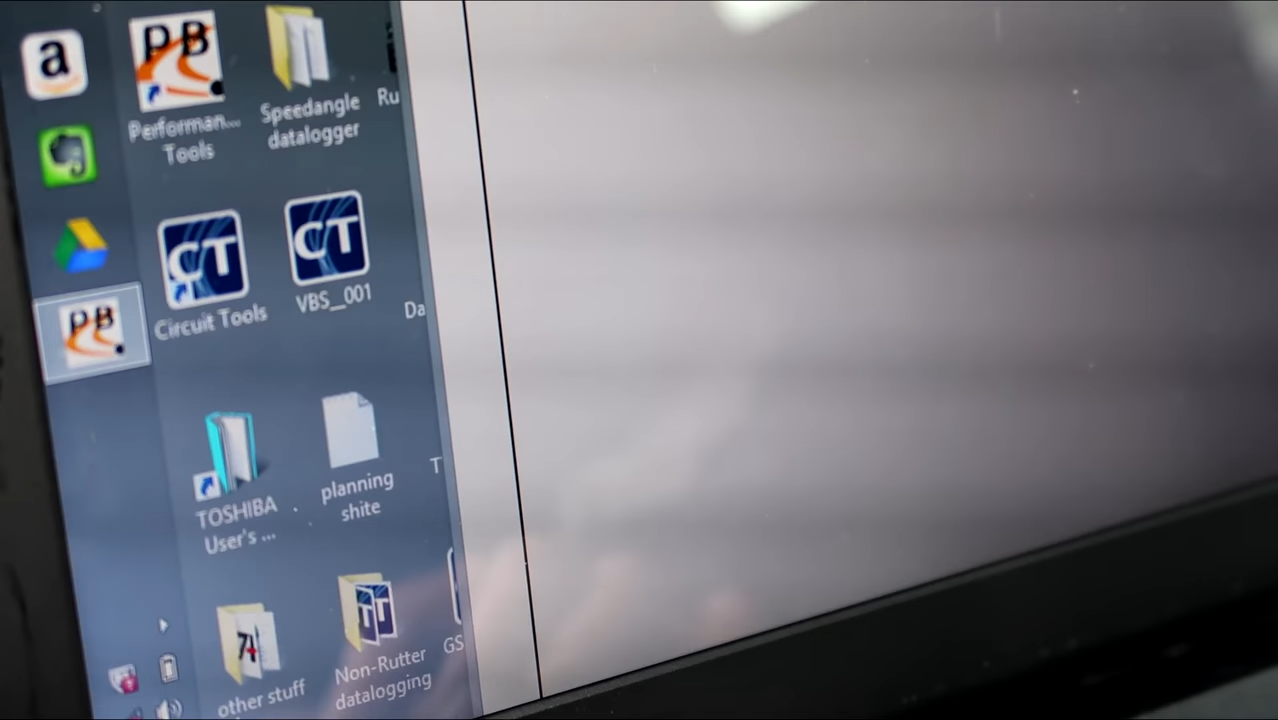 a
PB
Performan...
Tools
Speedangle
datalogger
Ru
CT
Circuit Tools
CT
VBS_001
Da
PB
TOSHIBA
User's ...
planning
shite
T
other stuff
Non-Rutter
datalogging
GS